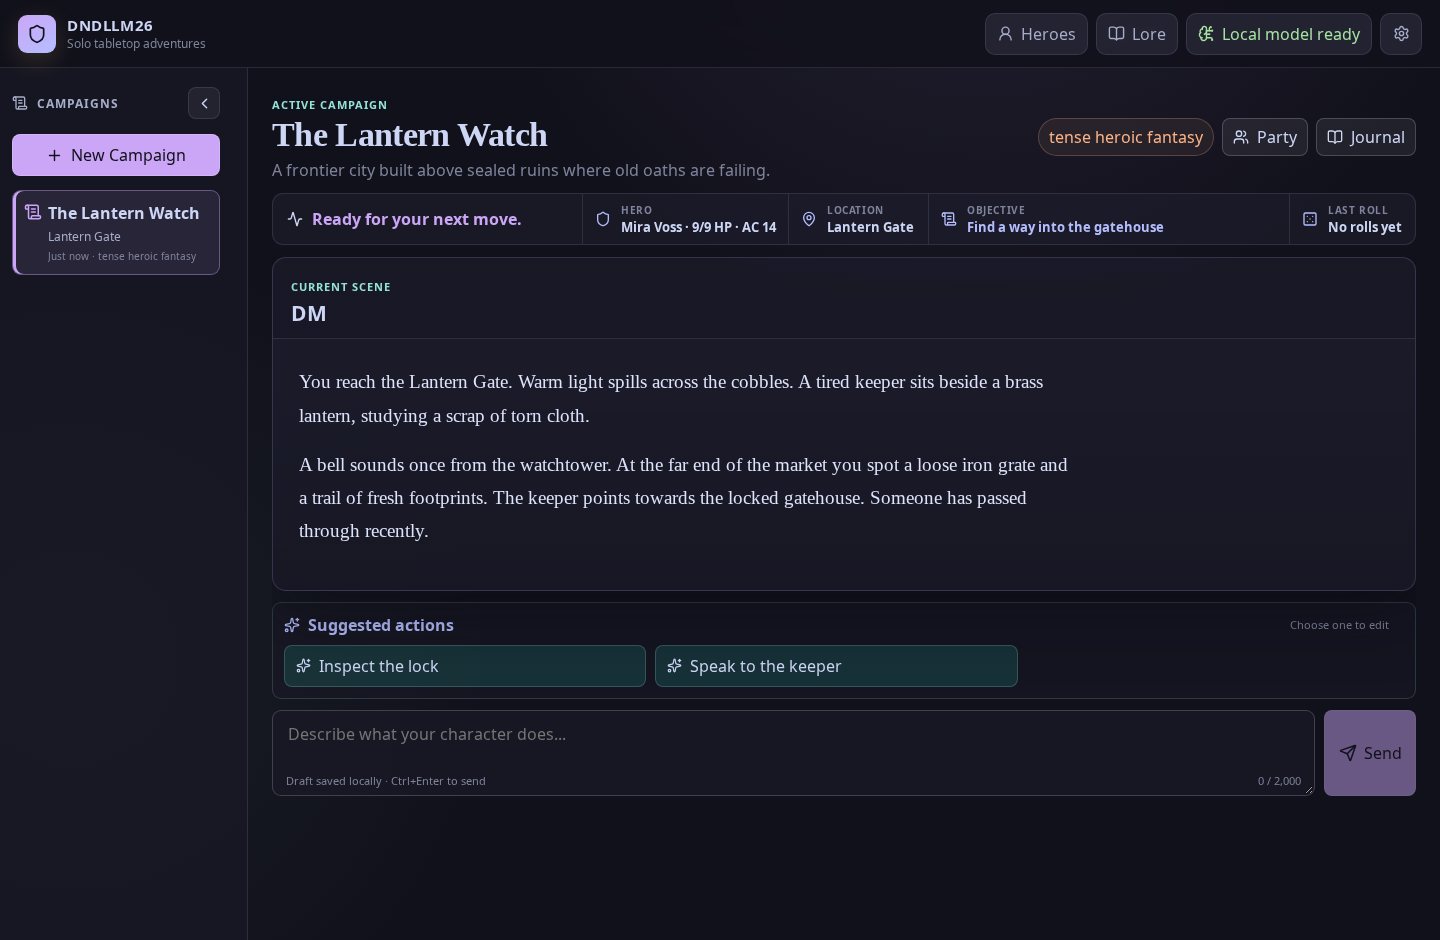 DNDLLM26
Solo tabletop adventures
Heroes
Lore
Local model ready
CAMPAIGNS
New Campaign
The Lantern Watch
Lantern Gate
Just now · tense heroic fantasy
ACTIVE CAMPAIGN
The Lantern Watch
A frontier city built above sealed ruins where old oaths are failing.
tense heroic fantasy
Party
Journal
Ready for your next move.
HERO
Mira Voss · 9/9 HP · AC 14
LOCATION
Lantern Gate
OBJECTIVE
Find a way into the gatehouse
LAST ROLL
No rolls yet
CURRENT SCENE
DM
You reach the Lantern Gate. Warm light spills across the cobbles. A tired keeper sits beside a brass
lantern, studying a scrap of torn cloth.
A bell sounds once from the watchtower. At the far end of the market you spot a loose iron grate and
a trail of fresh footprints. The keeper points towards the locked gatehouse. Someone has passed
through recently.
Suggested actions
Choose one to edit
Inspect the lock
Speak to the keeper
Describe what your character does...
Draft saved locally · Ctrl+Enter to send
0 / 2,000
Send